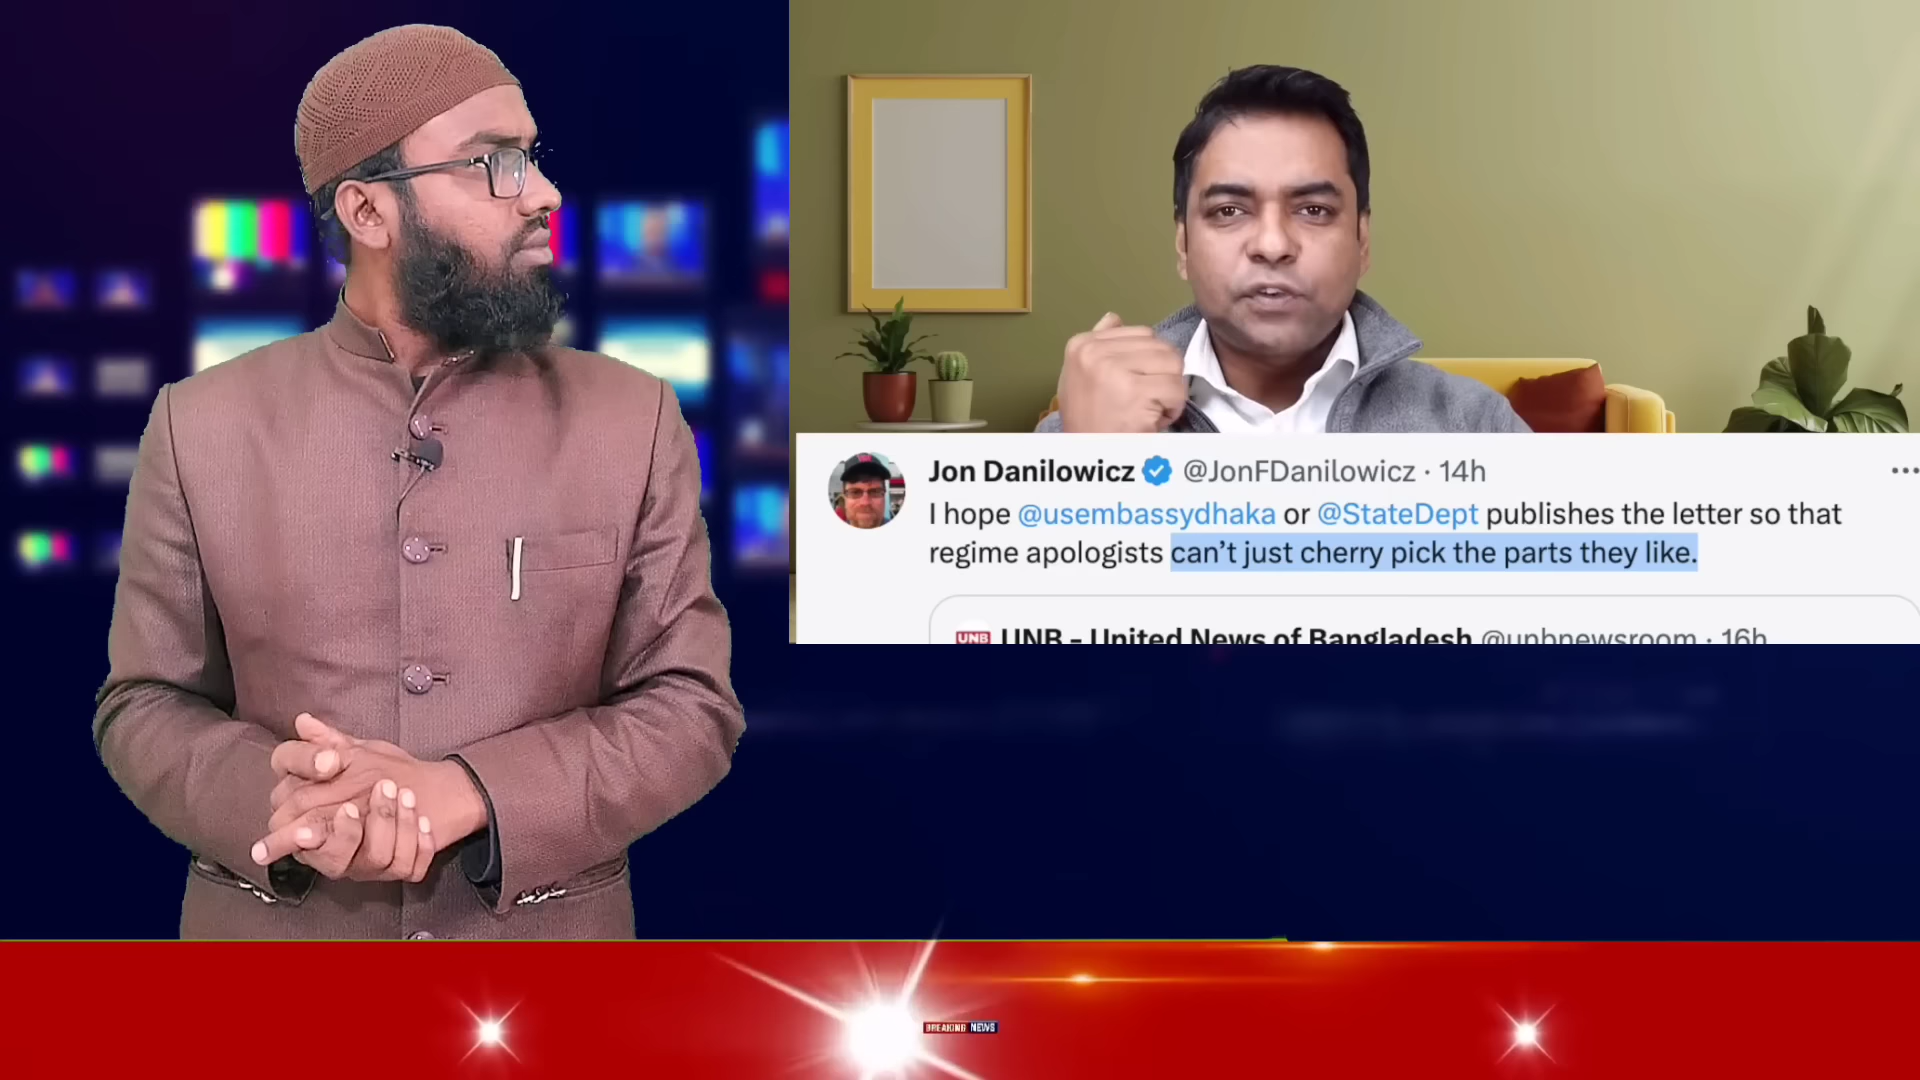 Jon Danilowicz @JonFDanilowicz · 14h
I hope @usembassydhaka or @StateDept publishes the letter so that
regime apologists can’t just cherry pick the parts they like.
UNB UNB - United News of Bangladesh @unbnewsroom · 16h
BREAKING NEWS